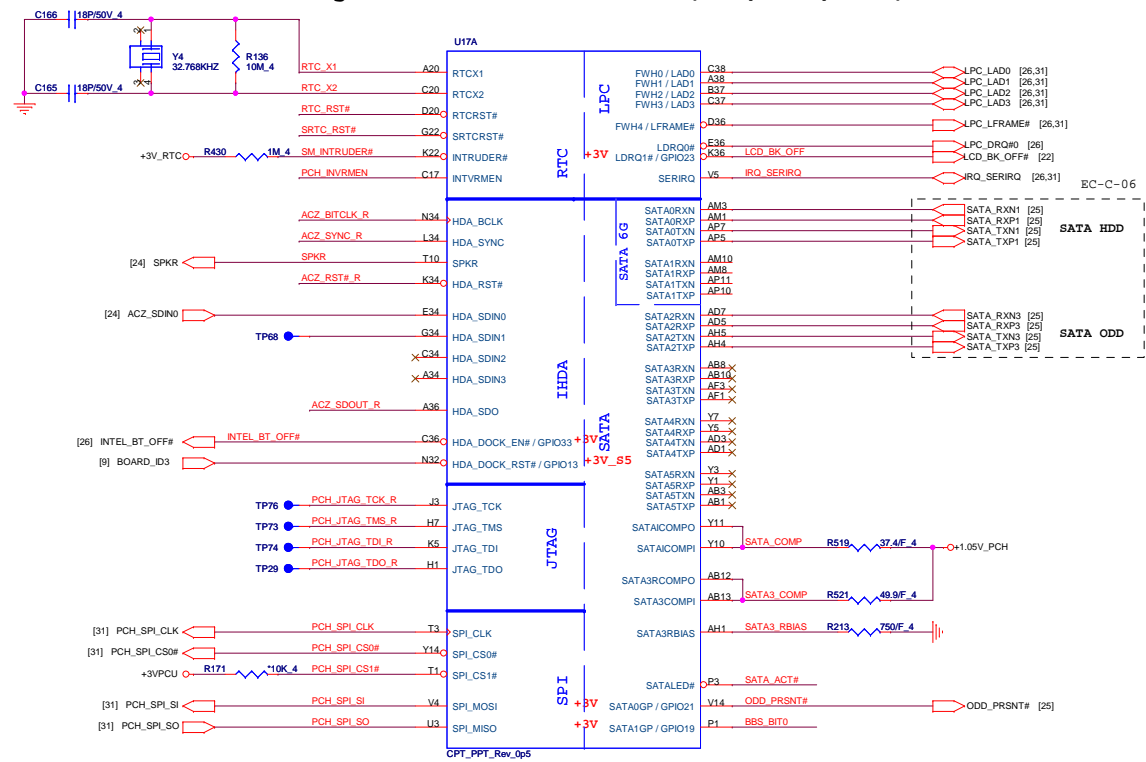 C166 18P/50V_4
Y4
32.768KHZ
R136
10M_4
C165 18P/50V_4
+3V_RTC R430 1M_4
RTC_X1 A20
RTC_X2 C20
RTC_RST# D20
SRTC_RST# G22
SM_INTRUDER# K22
PCH_INVRMEN C17
ACZ_BITCLK_R N34
ACZ_SYNC_R L34
[24] SPKR SPKR T10
ACZ_RST#_R K34
[24] ACZ_SDIN0 E34
TP68 G34
C34
A34
ACZ_SDOUT_R A36
[26] INTEL_BT_OFF# INTEL_BT_OFF# C36
[9] BOARD_ID3 N32
TP76 PCH_JTAG_TCK_R J3
TP73 PCH_JTAG_TMS_R H7
TP74 PCH_JTAG_TDI_R K5
TP29 PCH_JTAG_TDO_R H1
[31] PCH_SPI_CLK PCH_SPI_CLK T3
[31] PCH_SPI_CS0# PCH_SPI_CS0# Y14
+3VPCU R171 *10K_4 PCH_SPI_CS1# T1
[31] PCH_SPI_SI PCH_SPI_SI V4
[31] PCH_SPI_SO PCH_SPI_SO U3
U17A
RTCX1
RTCX2
RTCRST#
SRTCRST#
INTRUDER#
INTVRMEN
HDA_BCLK
HDA_SYNC
SPKR
HDA_RST#
HDA_SDIN0
HDA_SDIN1
HDA_SDIN2
HDA_SDIN3
HDA_SDO
HDA_DOCK_EN# / GPIO33
HDA_DOCK_RST# / GPIO13
JTAG_TCK
JTAG_TMS
JTAG_TDI
JTAG_TDO
SPI_CLK
SPI_CS0#
SPI_CS1#
SPI_MOSI
SPI_MISO
RTC
LPC
+3V
IHDA
SATA 6G
SATA
+3V
+3V_S5
JTAG
SPI
+3V
+3V
FWH0 / LAD0 C38 LPC_LAD0 [26,31]
FWH1 / LAD1 A38 LPC_LAD1 [26,31]
FWH2 / LAD2 B37 LPC_LAD2 [26,31]
FWH3 / LAD3 C37 LPC_LAD3 [26,31]
FWH4 / LFRAME# D36 LPC_LFRAME# [26,31]
LDRQ0# E36 LPC_DRQ#0 [26]
LDRQ1# / GPIO23 K36 LCD_BK_OFF LCD_BK_OFF# [22]
SERIRQ V5 IRQ_SERIRQ IRQ_SERIRQ [26,31]
EC-C-06
SATA0RXN AM3 SATA_RXN1 [25]
SATA0RXP AM1 SATA_RXP1 [25]
SATA0TXN AP7 SATA_TXN1 [25]
SATA0TXP AP5 SATA_TXP1 [25]
SATA HDD
SATA1RXN AM10
SATA1RXP AM8
SATA1TXN AP11
SATA1TXP AP10
SATA2RXN AD7 SATA_RXN3 [25]
SATA2RXP AD5 SATA_RXP3 [25]
SATA2TXN AH5 SATA_TXN3 [25]
SATA2TXP AH4 SATA_TXP3 [25]
SATA ODD
SATA3RXN AB8
SATA3RXP AB10
SATA3TXN AF3
SATA3TXP AF1
SATA4RXN Y7
SATA4RXP Y5
SATA4TXN AD3
SATA4TXP AD1
SATA5RXN Y3
SATA5RXP Y1
SATA5TXN AB3
SATA5TXP AB1
SATAICOMPO Y11
SATAICOMPI Y10 SATA_COMP R519 37.4/F_4 +1.05V_PCH
SATA3RCOMPO AB12
SATA3COMPI AB13 SATA3_COMP R521 49.9/F_4
SATA3RBIAS AH1 SATA3_RBIAS R213 750/F_4
SATALED# P3 SATA_ACT#
SATA0GP / GPIO21 V14 ODD_PRSNT# ODD_PRSNT# [25]
SATA1GP / GPIO19 P1 BBS_BIT0
CPT_PPT_Rev_0p5